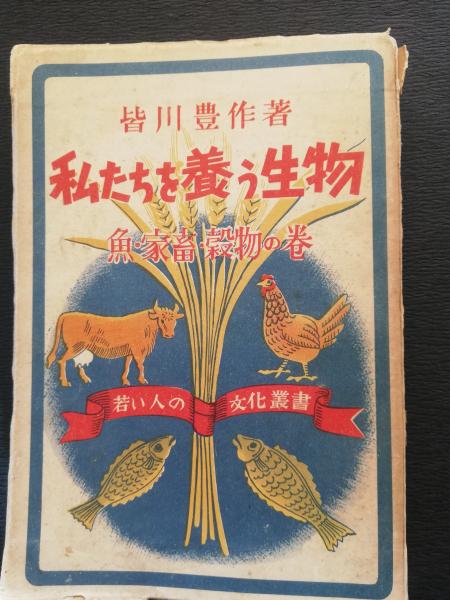 皆川豊作著
私たちを養う生物
魚・家畜・穀物の巻
若い人の文化叢書